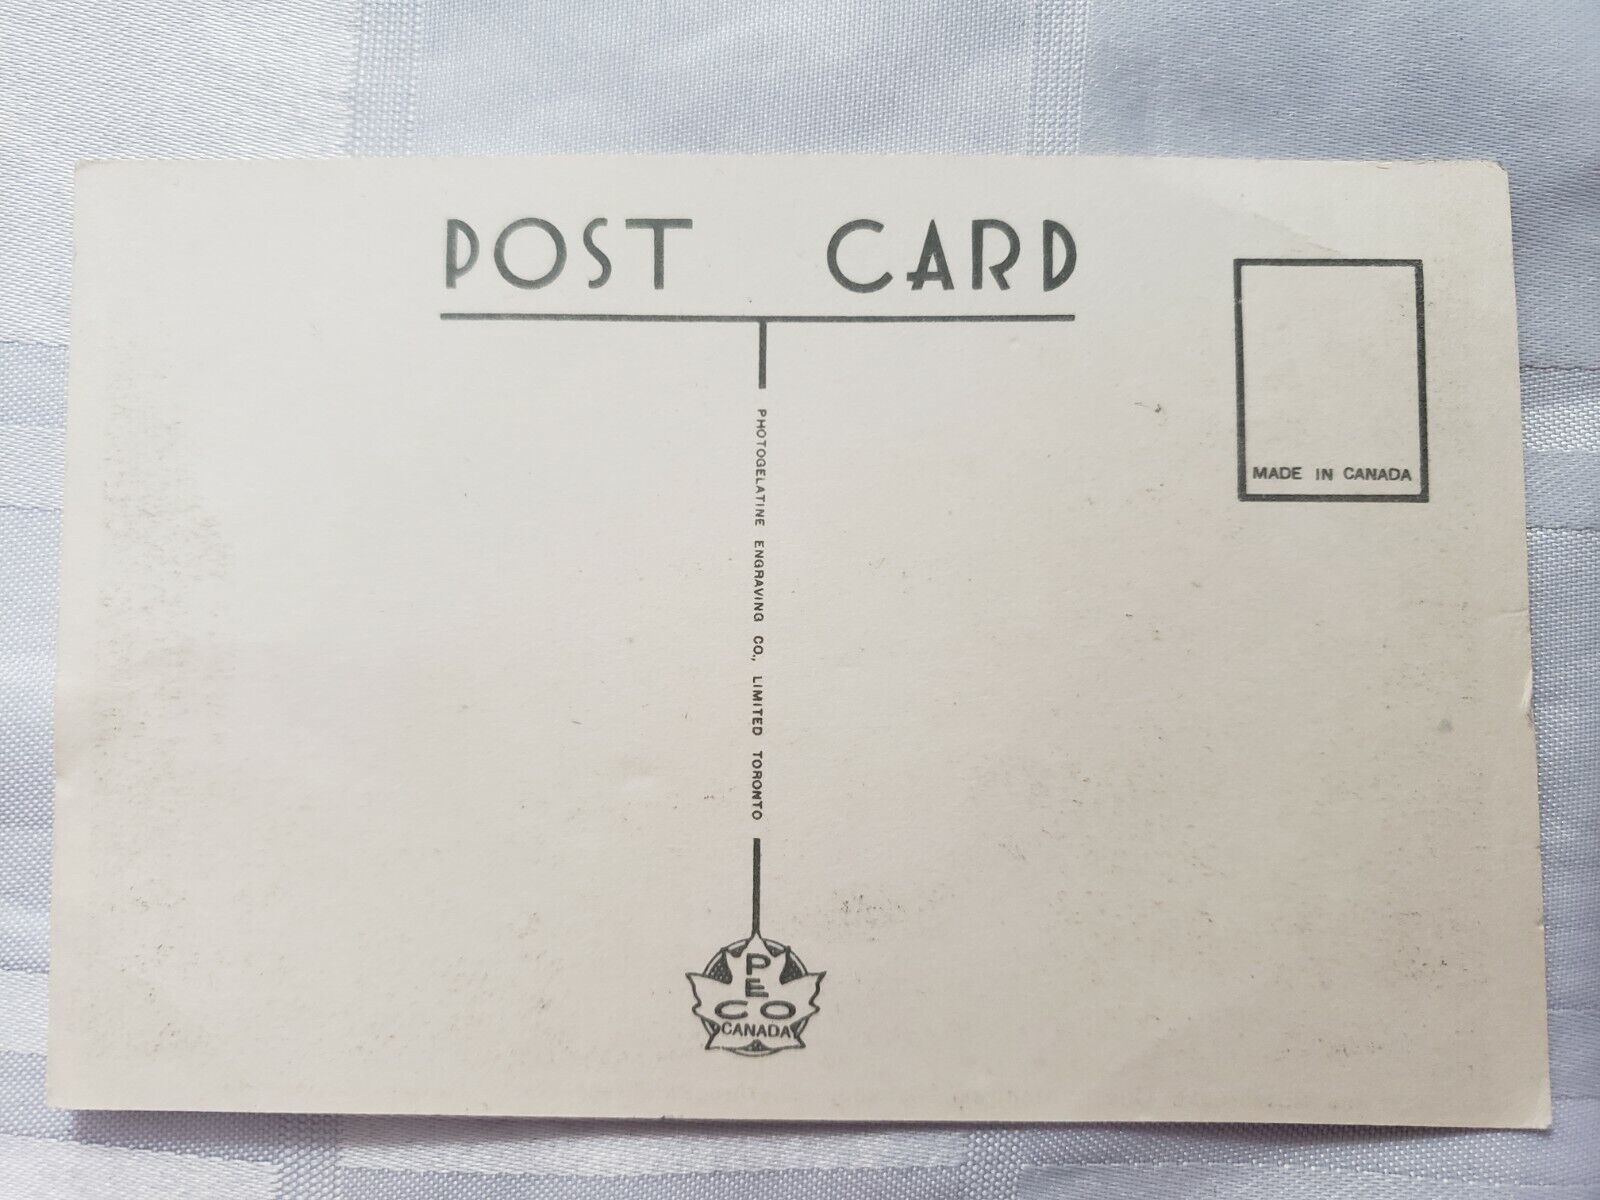 POST CARD
MADE IN CANADA
PHOTOGELATINE ENGRAVING CO., LIMITED TORONTO
PECO
CANADA